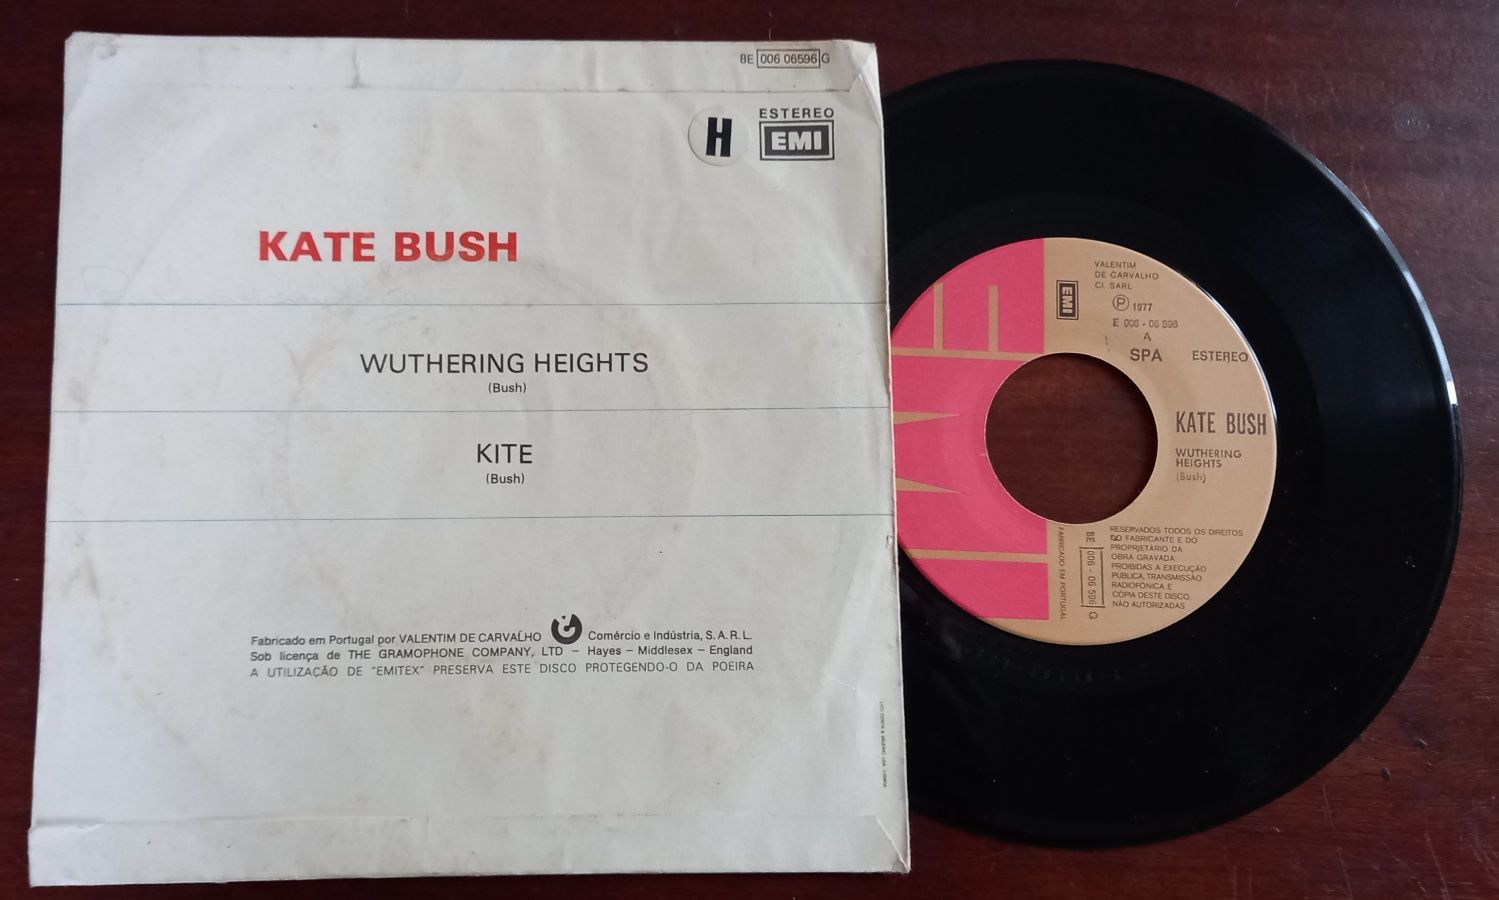 8E 006 06596 G
ESTEREO
H
EMI
KATE BUSH
WUTHERING HEIGHTS
(Bush)
KITE
(Bush)
Fabricado em Portugal por VALENTIM DE CARVALHO Comércio e Indústria, S. A. R. L.
Sob licença de THE GRAMOPHONE COMPANY, LTD – Hayes – Middlesex – England
A UTILIZAÇÃO DE "EMITEX" PRESERVA ESTE DISCO PROTEGENDO-O DA POEIRA
EMI
VALENTIM
DE CARVALHO
CI. SARL
℗ 1977
E 006 - 06 596
A
SPA ESTEREO
KATE BUSH
WUTHERING
HEIGHTS
(Bush)
RESERVADOS TODOS OS DIREITOS
DO FABRICANTE E DO
PROPRIETÁRIO DA
OBRA GRAVADA
PROIBIDAS A EXECUÇÃO
PÚBLICA, TRANSMISSÃO
RADIOFÓNICA E
CÓPIA DESTE DISCO
NÃO AUTORIZADAS
8E 006 - 06 596 G
FABRICADO EM PORTUGAL